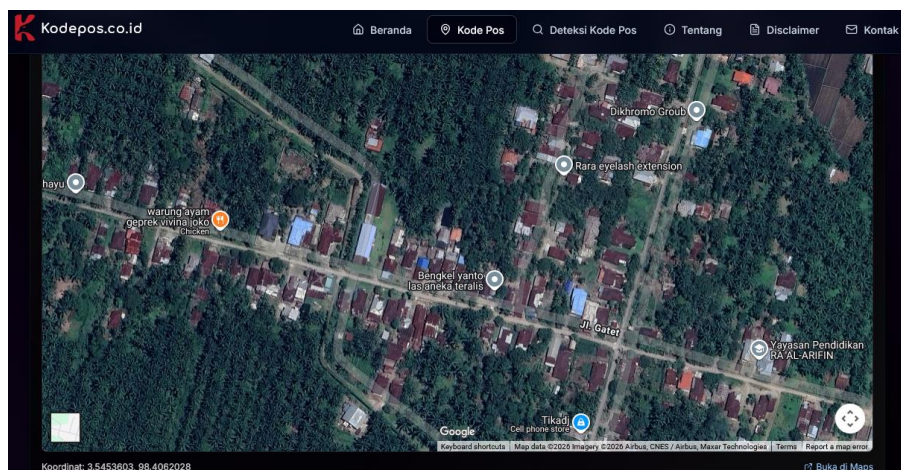 Kodepos.co.id
Beranda
Kode Pos
Deteksi Kode Pos
Tentang
Disclaimer
Kontak
Dikhromo Groub
Rara eyelash extension
hayu
warung ayam
geprek vivina joko
Chicken
Bengkel yanto
las aneka teralis
Jl. Gatet
Yayasan Pendidikan
RA AL-ARIFIN
Tikadj
Cell phone store
Google
Keyboard shortcuts
Map data ©2026 Imagery ©2026 Airbus, CNES / Airbus, Maxar Technologies
Terms
Report a map error
Koordinat: 3.5453603, 98.4062028
Buka di Maps